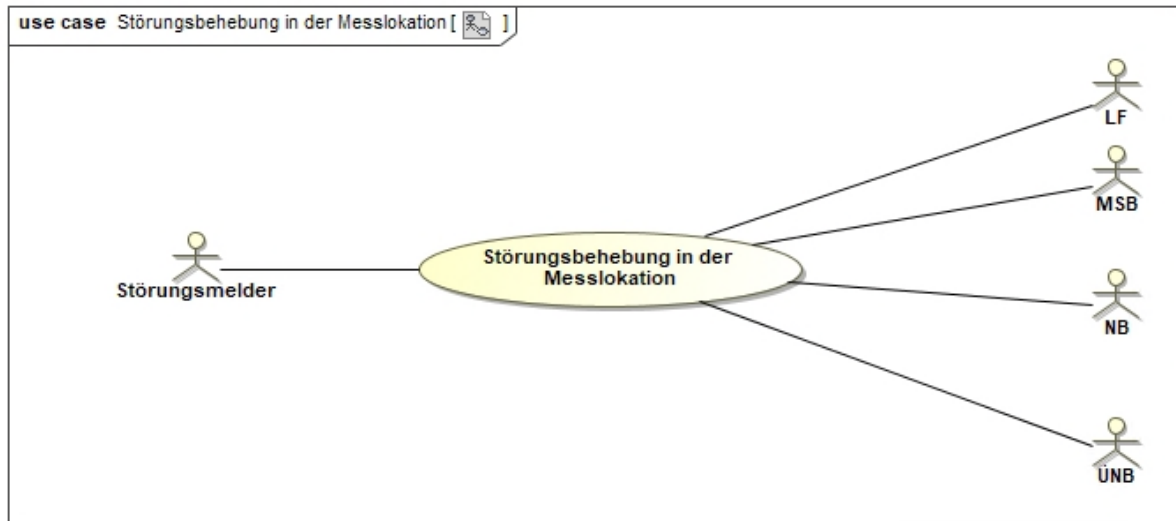 use case Störungsbehebung in der Messlokation [ ]
LF
MSB
Störungsbehebung in der
Messlokation
Störungsmelder
NB
ÜNB